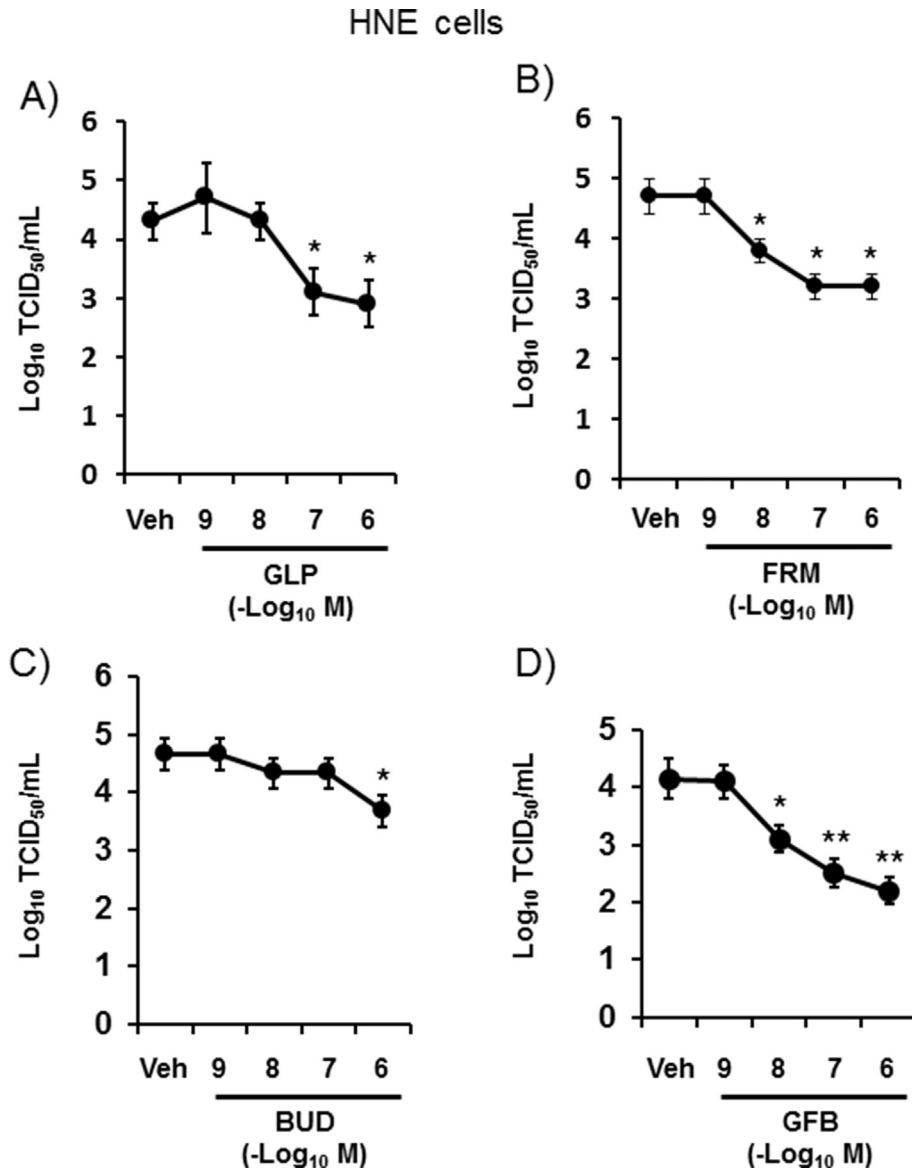 HNE cells
A)
6
5
4
3
2
1
0
Log₁₀ TCID₅₀/mL
* *
Veh 9 8 7 6
GLP
(-Log₁₀ M)
B)
6
5
4
3
2
1
0
Log₁₀ TCID₅₀/mL
* * *
Veh 9 8 7 6
FRM
(-Log₁₀ M)
C)
6
5
4
3
2
1
0
Log₁₀ TCID₅₀/mL
*
Veh 9 8 7 6
BUD
(-Log₁₀ M)
D)
5
4
3
2
1
0
Log₁₀ TCID₅₀/mL
* ** **
Veh 9 8 7 6
GFB
(-Log₁₀ M)